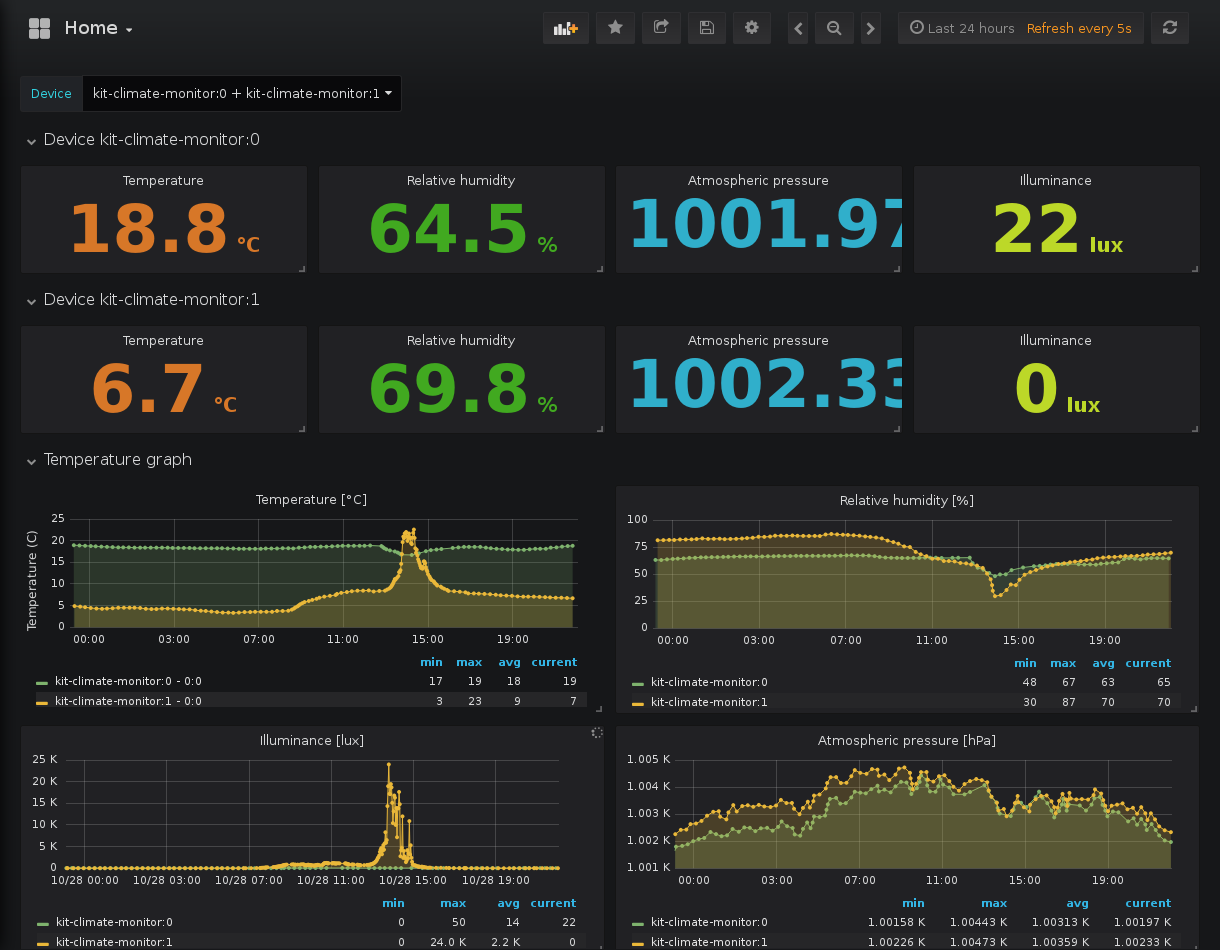 Home
Last 24 hours Refresh every 5s
Device kit-climate-monitor:0 + kit-climate-monitor:1
Device kit-climate-monitor:0
Temperature Relative humidity Atmospheric pressure Illuminance
18.8 °C 64.5 % 1001.97 22 lux
Device kit-climate-monitor:1
Temperature Relative humidity Atmospheric pressure Illuminance
6.7 °C 69.8 % 1002.33 0 lux
Temperature graph
Temperature [°C]
Temperature (C)
25
20
15
10
5
0
00:00 03:00 07:00 11:00 15:00 19:00
min max avg current
kit-climate-monitor:0 - 0:0 17 19 18 19
kit-climate-monitor:1 - 0:0 3 23 9 7
Relative humidity [%]
100
75
50
25
0
00:00 03:00 07:00 11:00 15:00 19:00
min max avg current
kit-climate-monitor:0 48 67 63 65
kit-climate-monitor:1 30 87 70 70
Illuminance [lux]
25 K
20 K
15 K
10 K
5 K
0
10/28 00:00 10/28 03:00 10/28 07:00 10/28 11:00 10/28 15:00 10/28 19:00
min max avg current
kit-climate-monitor:0 0 50 14 22
kit-climate-monitor:1 0 24.0 K 2.2 K 0
Atmospheric pressure [hPa]
1.005 K
1.004 K
1.003 K
1.002 K
1.001 K
00:00 03:00 07:00 11:00 15:00 19:00
min max avg current
kit-climate-monitor:0 1.00158 K 1.00443 K 1.00313 K 1.00197 K
kit-climate-monitor:1 1.00226 K 1.00473 K 1.00359 K 1.00233 K